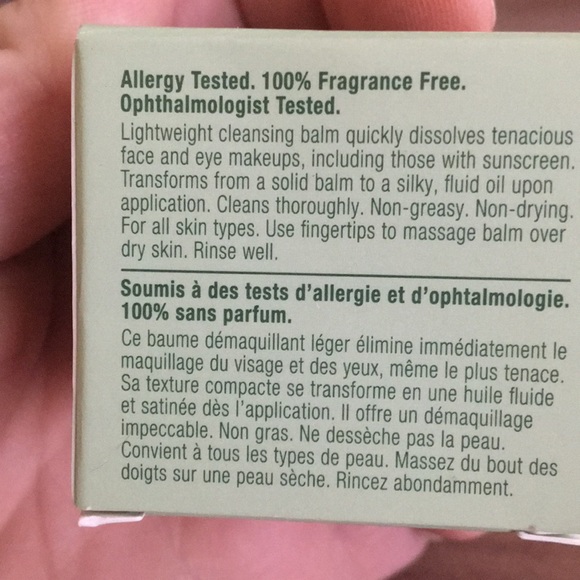 Allergy Tested. 100% Fragrance Free.
Ophthalmologist Tested.
Lightweight cleansing balm quickly dissolves tenacious
face and eye makeups, including those with sunscreen.
Transforms from a solid balm to a silky, fluid oil upon
application. Cleans thoroughly. Non-greasy. Non-drying.
For all skin types. Use fingertips to massage balm over
dry skin. Rinse well.
Soumis à des tests d'allergie et d'ophtalmologie.
100% sans parfum.
Ce baume démaquillant léger élimine immédiatement le
maquillage du visage et des yeux, même le plus tenace.
Sa texture compacte se transforme en une huile fluide
et satinée dès l'application. Il offre un démaquillage
impeccable. Non gras. Ne dessèche pas la peau.
Convient à tous les types de peau. Massez du bout des
doigts sur une peau sèche. Rincez abondamment.